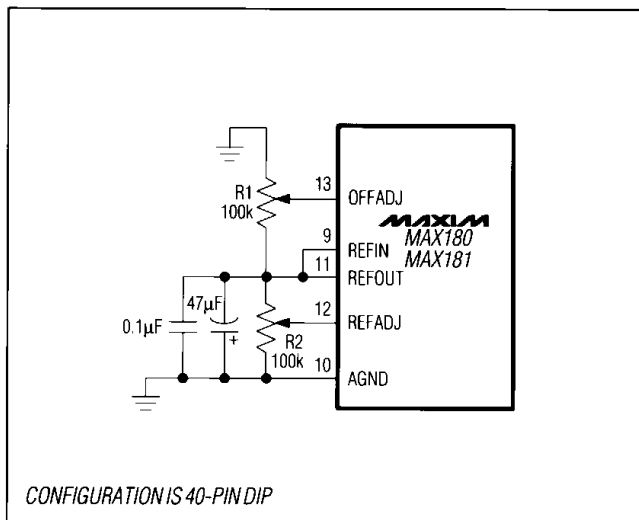 R1
100k
13
OFFADJ
MAXIM
MAX180
MAX181
9
REFIN
11
REFOUT
47µF
0.1µF
+
12
REFADJ
R2
100k
10
AGND
CONFIGURATION IS 40-PIN DIP